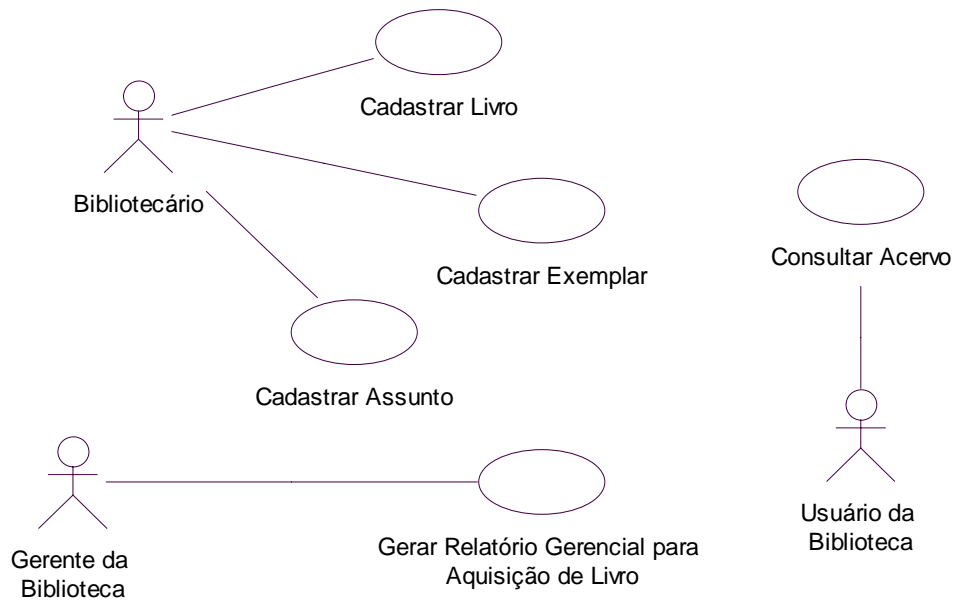 Cadastrar Livro
Bibliotecário
Cadastrar Exemplar
Consultar Acervo
Cadastrar Assunto
Gerente da
Biblioteca
Gerar Relatório Gerencial para
Aquisição de Livro
Usuário da
Biblioteca